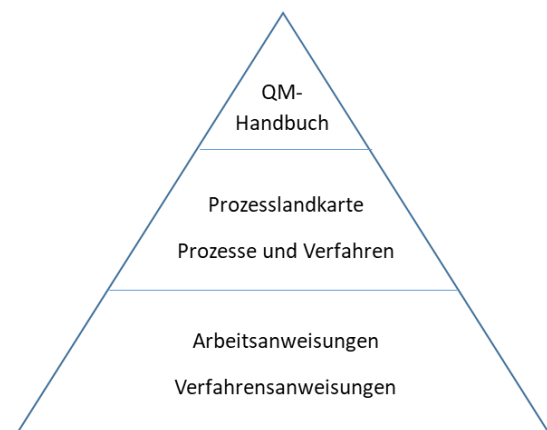 QM-
Handbuch
Prozesslandkarte
Prozesse und Verfahren
Arbeitsanweisungen
Verfahrensanweisungen